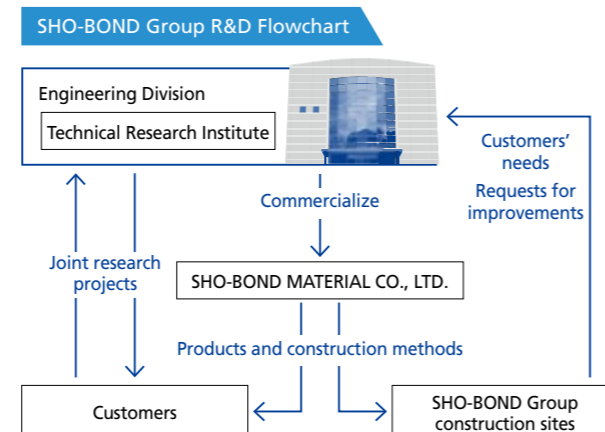 SHO-BOND Group R&D Flowchart
Engineering Division
Technical Research Institute
Customers’
needs
Requests for
improvements
Commercialize
Joint research
projects
SHO-BOND MATERIAL CO., LTD.
Products and construction methods
Customers
SHO-BOND Group
construction sites